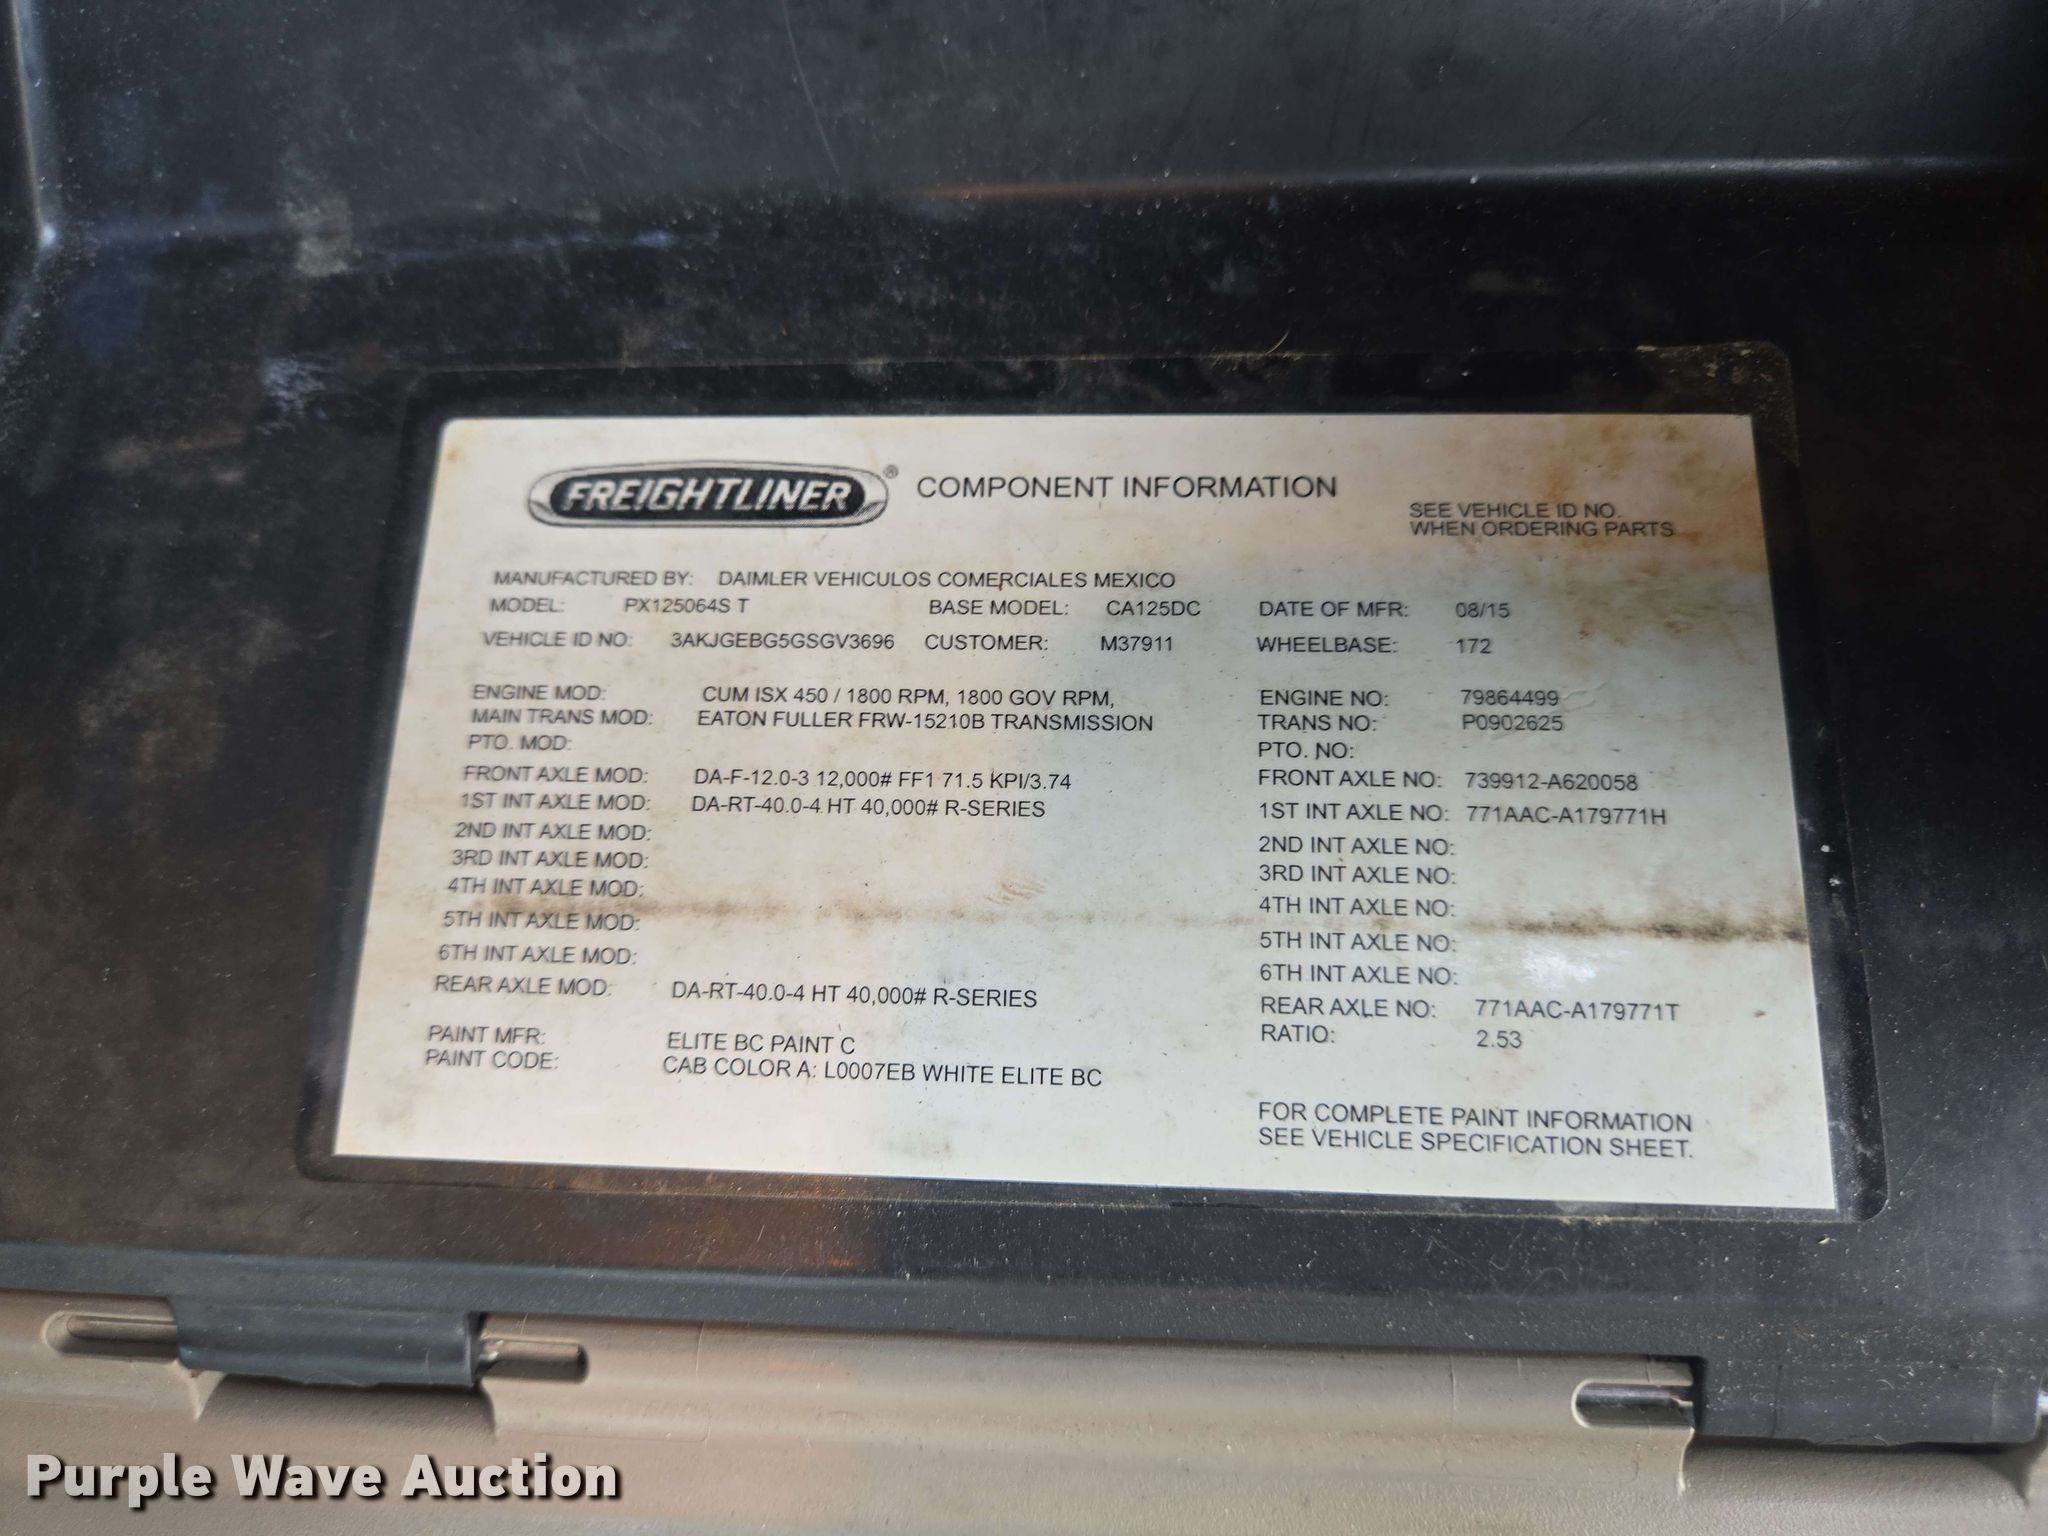 FREIGHTLINER® COMPONENT INFORMATION
SEE VEHICLE ID NO.
WHEN ORDERING PARTS
MANUFACTURED BY: DAIMLER VEHICULOS COMERCIALES MEXICO
MODEL: PX125064S T BASE MODEL: CA125DC DATE OF MFR: 08/15
VEHICLE ID NO: 3AKJGEBG5GSGV3696 CUSTOMER: M37911 WHEELBASE: 172
ENGINE MOD: CUM ISX 450 / 1800 RPM, 1800 GOV RPM, ENGINE NO: 79864499
MAIN TRANS MOD: EATON FULLER FRW-15210B TRANSMISSION TRANS NO: P0902625
PTO. MOD: PTO. NO:
FRONT AXLE MOD: DA-F-12.0-3 12,000# FF1 71.5 KPI/3.74 FRONT AXLE NO: 739912-A620058
1ST INT AXLE MOD: DA-RT-40.0-4 HT 40,000# R-SERIES 1ST INT AXLE NO: 771AAC-A179771H
2ND INT AXLE MOD: 2ND INT AXLE NO:
3RD INT AXLE MOD: 3RD INT AXLE NO:
4TH INT AXLE MOD: 4TH INT AXLE NO:
5TH INT AXLE MOD: 5TH INT AXLE NO:
6TH INT AXLE MOD: 6TH INT AXLE NO:
REAR AXLE MOD: DA-RT-40.0-4 HT 40,000# R-SERIES REAR AXLE NO: 771AAC-A179771T
RATIO: 2.53
PAINT MFR: ELITE BC PAINT C
PAINT CODE: CAB COLOR A: L0007EB WHITE ELITE BC
FOR COMPLETE PAINT INFORMATION
SEE VEHICLE SPECIFICATION SHEET.
Purple Wave Auction